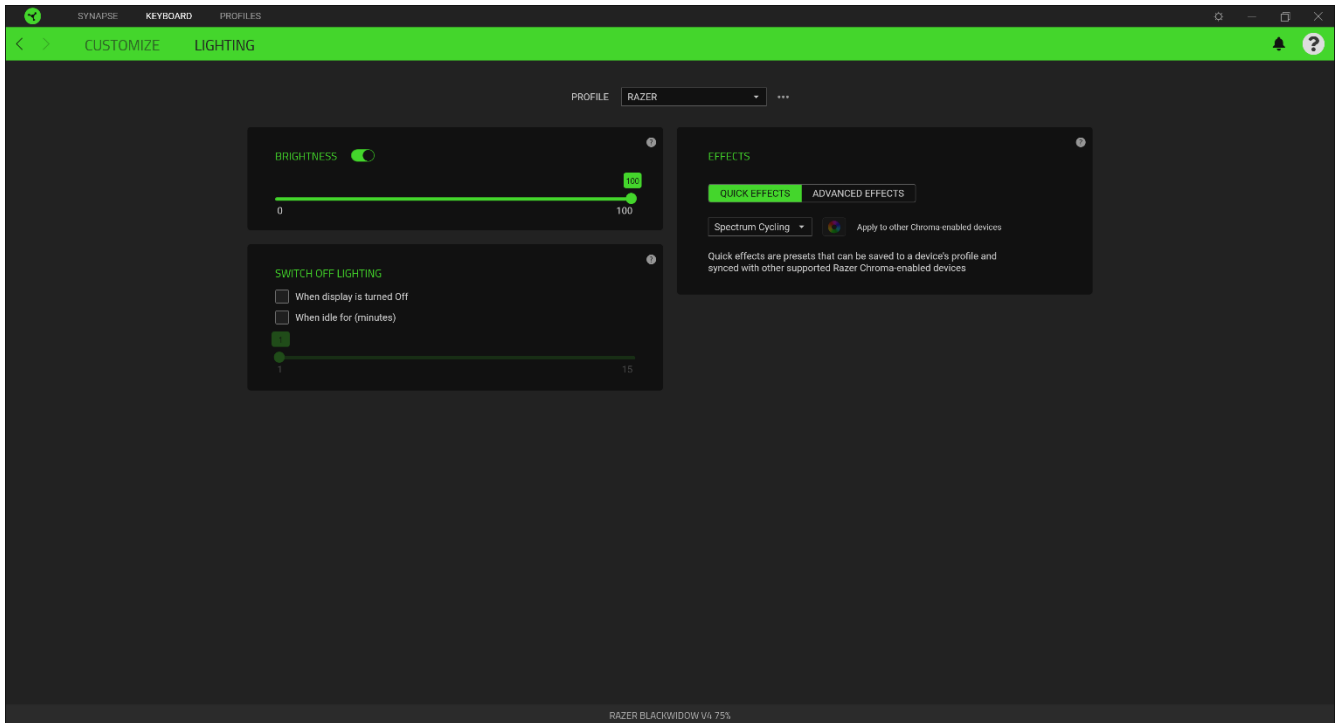 SYNAPSE KEYBOARD PROFILES
CUSTOMIZE LIGHTING
?
PROFILE RAZER
BRIGHTNESS
?
100
0 100
SWITCH OFF LIGHTING
?
When display is turned Off
When idle for (minutes)
1
1 15
EFFECTS
?
QUICK EFFECTS ADVANCED EFFECTS
Spectrum Cycling Apply to other Chroma-enabled devices
Quick effects are presets that can be saved to a device's profile and
synced with other supported Razer Chroma-enabled devices
RAZER BLACKWIDOW V4 75%